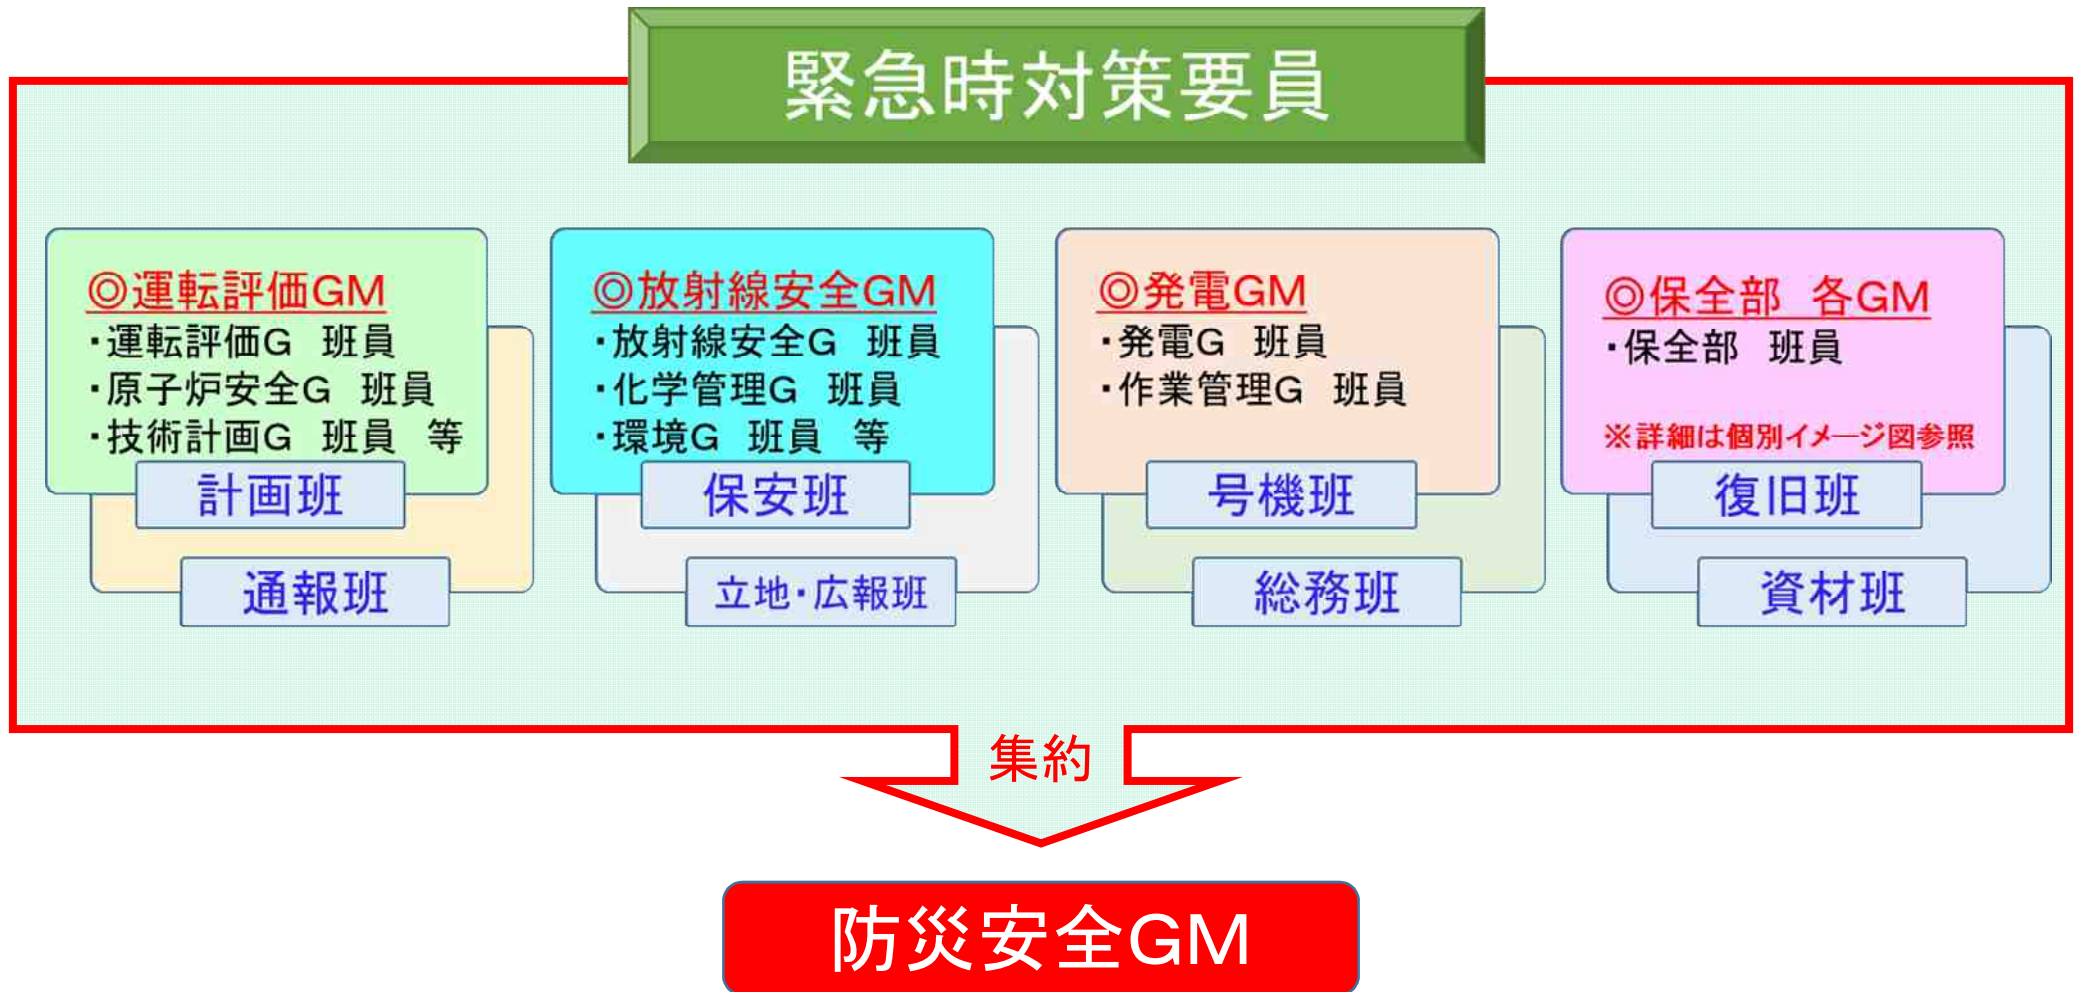 緊急時対策要員
◎運転評価GM
・運転評価G　班員
・原子炉安全G　班員
・技術計画G　班員　等
計画班
通報班
◎放射線安全GM
・放射線安全G　班員
・化学管理G　班員
・環境G　班員　等
保安班
立地・広報班
◎発電GM
・発電G　班員
・作業管理G　班員
号機班
総務班
◎保全部　各GM
・保全部　班員
※詳細は個別イメージ図参照
復旧班
資材班
集約
防災安全GM